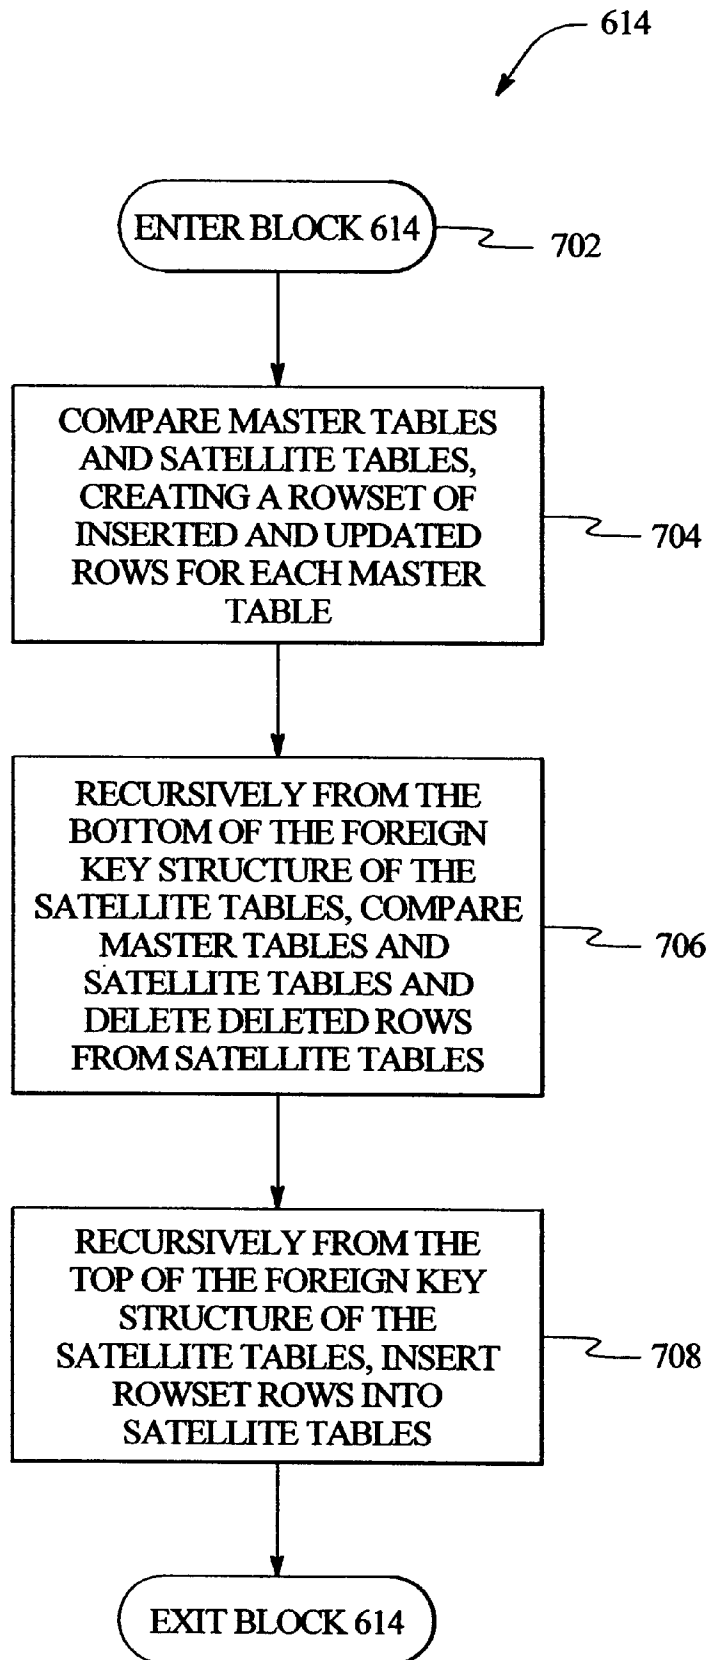 614
ENTER BLOCK 614
702
COMPARE MASTER TABLES
AND SATELLITE TABLES,
CREATING A ROWSET OF
INSERTED AND UPDATED
ROWS FOR EACH MASTER
TABLE
704
RECURSIVELY FROM THE
BOTTOM OF THE FOREIGN
KEY STRUCTURE OF THE
SATELLITE TABLES, COMPARE
MASTER TABLES AND
SATELLITE TABLES AND
DELETE DELETED ROWS
FROM SATELLITE TABLES
706
RECURSIVELY FROM THE
TOP OF THE FOREIGN KEY
STRUCTURE OF THE
SATELLITE TABLES, INSERT
ROWSET ROWS INTO
SATELLITE TABLES
708
EXIT BLOCK 614